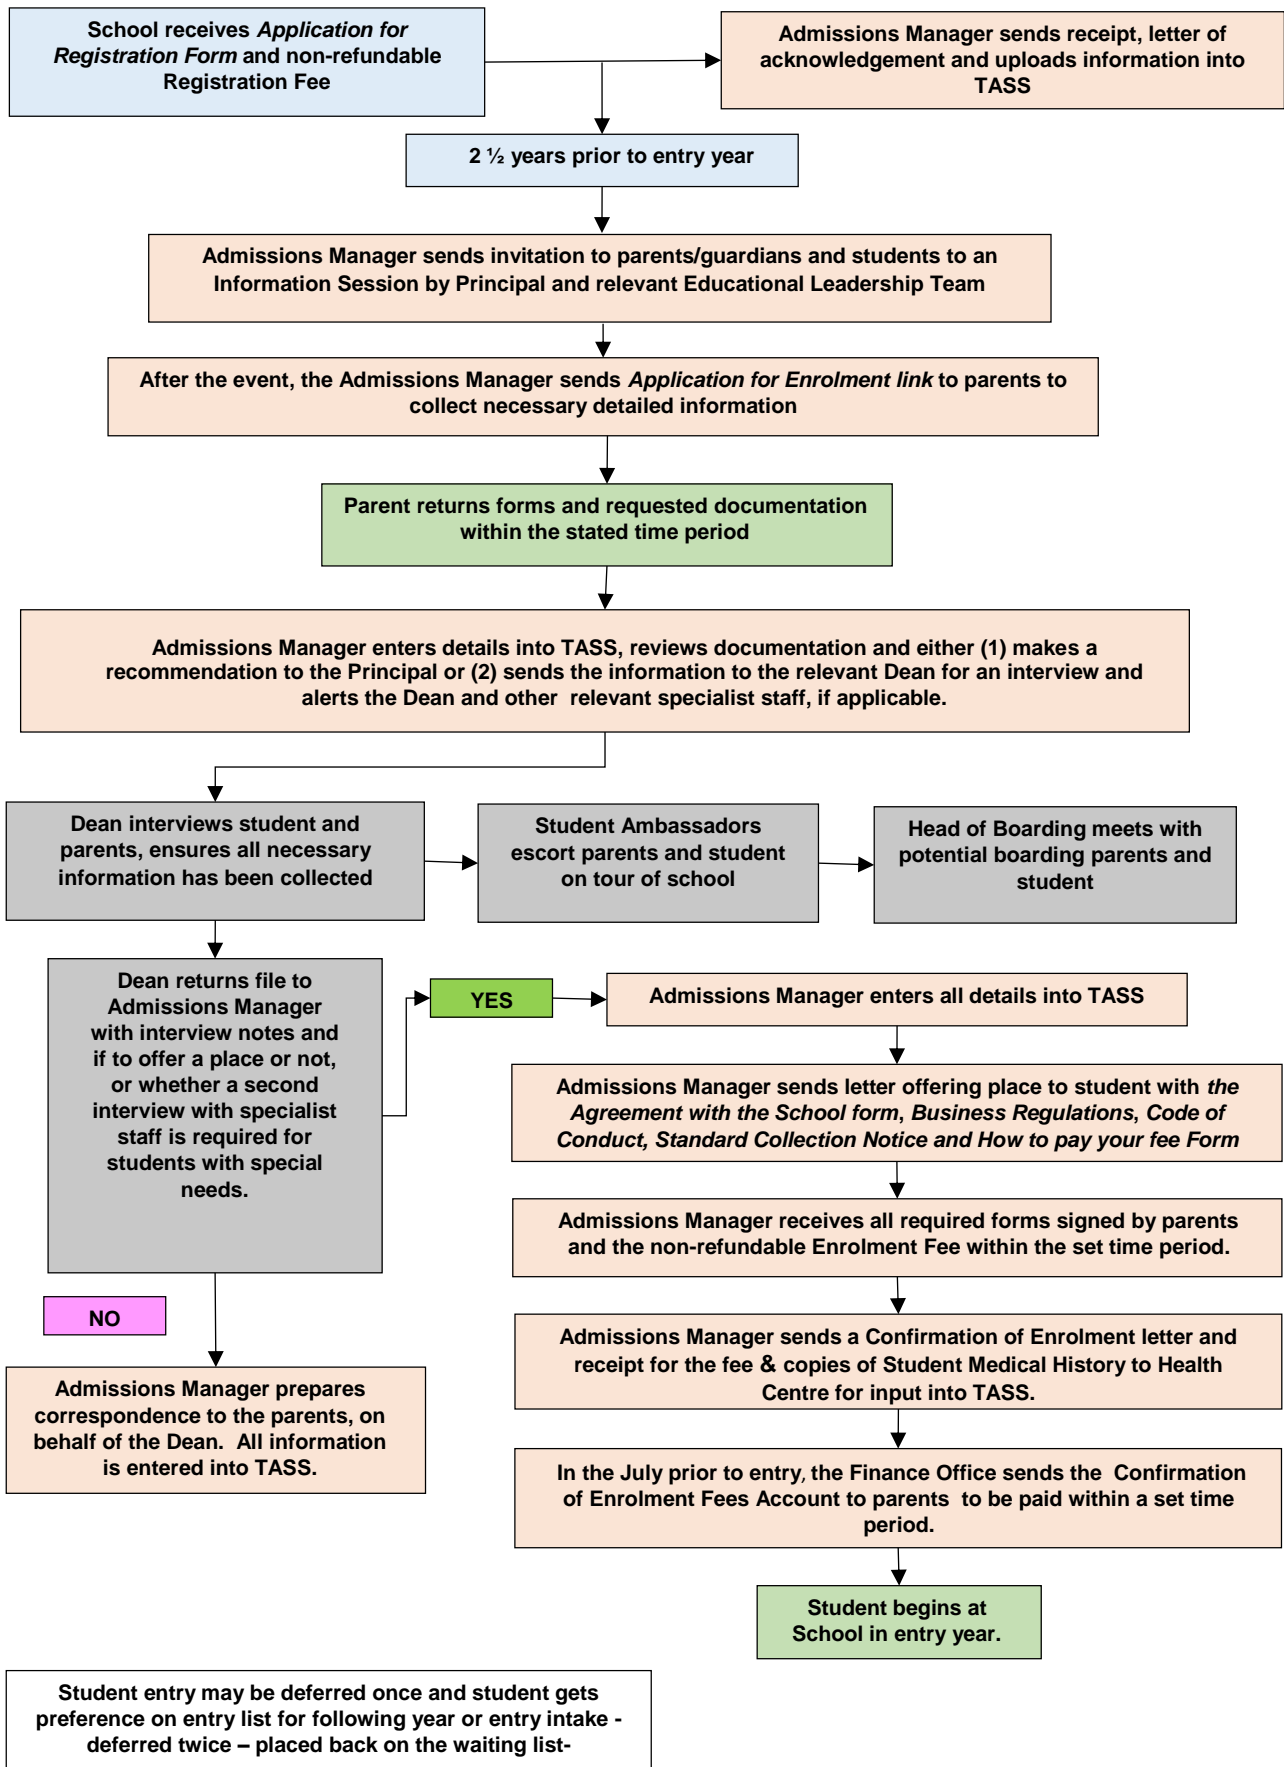 School receives Application for
Registration Form and non-refundable
Registration Fee
Admissions Manager sends receipt, letter of
acknowledgement and uploads information into
TASS
2 ½ years prior to entry year
Admissions Manager sends invitation to parents/guardians and students to an
Information Session by Principal and relevant Educational Leadership Team
After the event, the Admissions Manager sends Application for Enrolment link to parents to
collect necessary detailed information
Parent returns forms and requested documentation
within the stated time period
Admissions Manager enters details into TASS, reviews documentation and either (1) makes a
recommendation to the Principal or (2) sends the information to the relevant Dean for an interview and
alerts the Dean and other relevant specialist staff, if applicable.
Dean interviews student and
parents, ensures all necessary
information has been collected
Student Ambassadors
escort parents and student
on tour of school
Head of Boarding meets with
potential boarding parents and
student
Dean returns file to
Admissions Manager
with interview notes and
if to offer a place or not,
or whether a second
interview with specialist
staff is required for
students with special
needs.
YES
Admissions Manager enters all details into TASS
Admissions Manager sends letter offering place to student with the
Agreement with the School form, Business Regulations, Code of
Conduct, Standard Collection Notice and How to pay your fee Form
Admissions Manager receives all required forms signed by parents
and the non-refundable Enrolment Fee within the set time period.
NO
Admissions Manager sends a Confirmation of Enrolment letter and
receipt for the fee & copies of Student Medical History to Health
Centre for input into TASS.
Admissions Manager prepares
correspondence to the parents, on
behalf of the Dean. All information
is entered into TASS.
In the July prior to entry, the Finance Office sends the Confirmation
of Enrolment Fees Account to parents to be paid within a set time
period.
Student begins at
School in entry year.
Student entry may be deferred once and student gets
preference on entry list for following year or entry intake -
deferred twice – placed back on the waiting list-